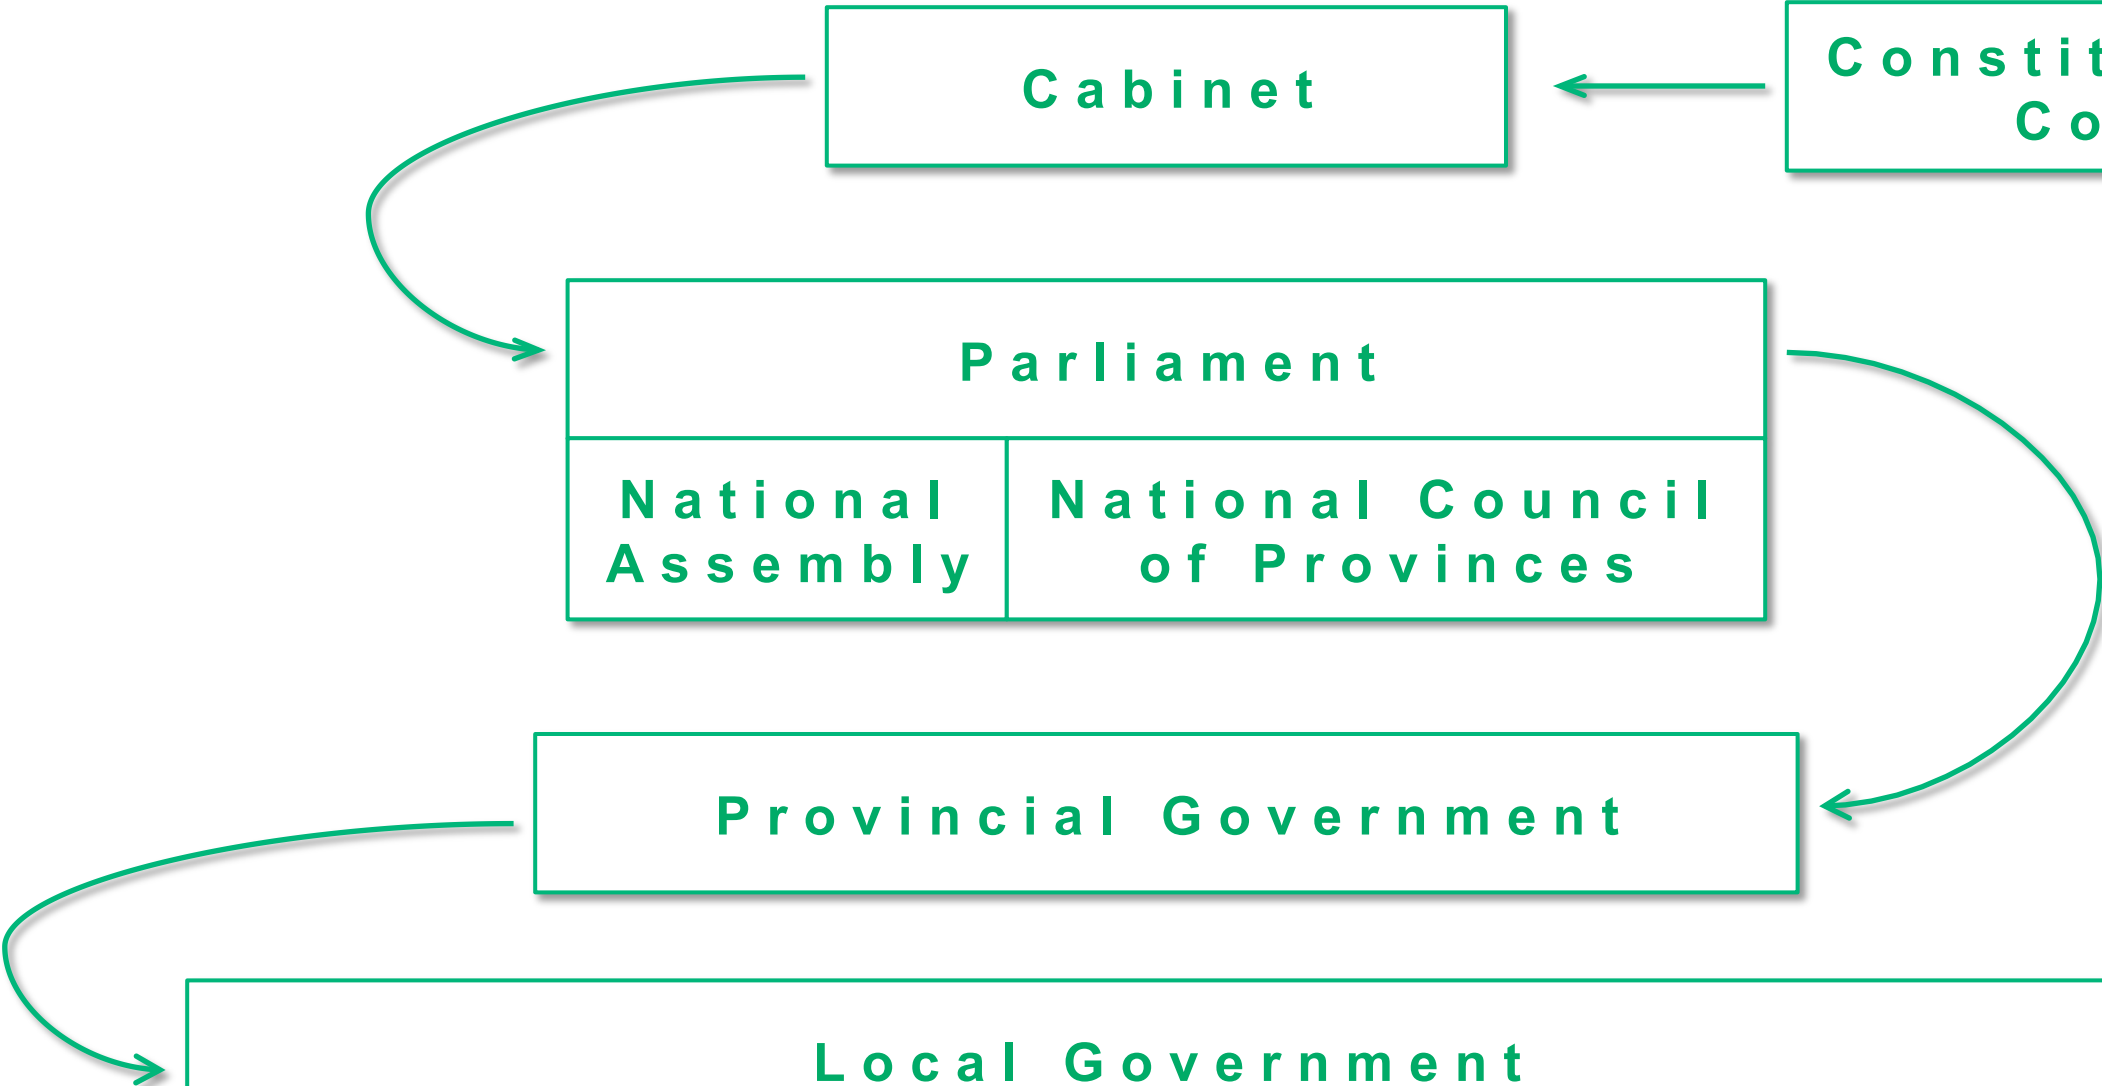 Cabinet
Parliament
National
Assembly
National Council
of Provinces
Provincial Government
Local Government